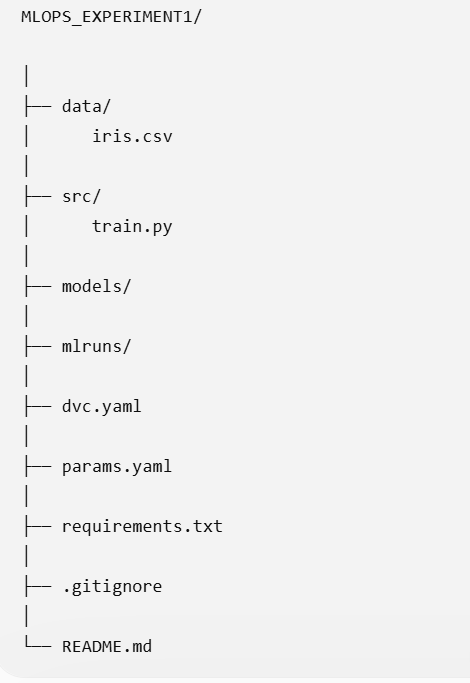 MLOPS_EXPERIMENT1/
│
├── data/
│      iris.csv
│
├── src/
│      train.py
│
├── models/
│
├── mlruns/
│
├── dvc.yaml
│
├── params.yaml
│
├── requirements.txt
│
├── .gitignore
│
└── README.md